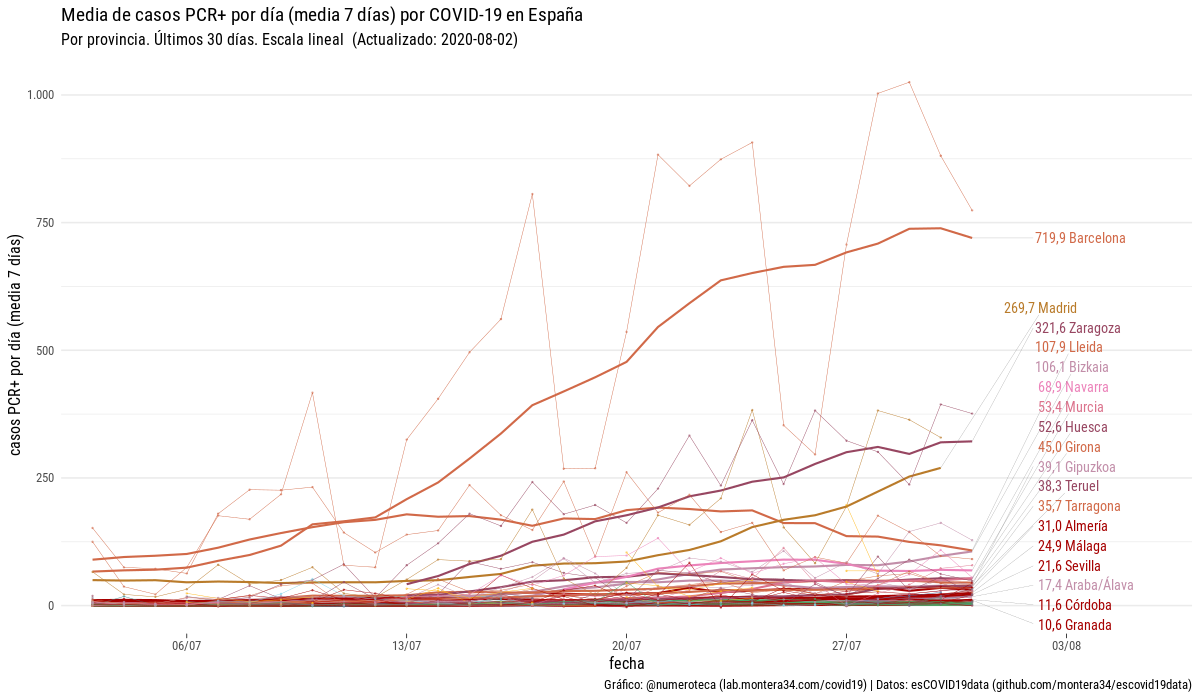 Media de casos PCR+ por día (media 7 días) por COVID-19 en España
Por provincia. Últimos 30 días. Escala lineal (Actualizado: 2020-08-02)
casos PCR+ por día (media 7 días)
1.000
750
500
250
0
719,9 Barcelona
269,7 Madrid
321,6 Zaragoza
107,9 Lleida
106,1 Bizkaia
68,9 Navarra
53,4 Murcia
52,6 Huesca
45,0 Girona
39,1 Gipuzkoa
38,3 Teruel
35,7 Tarragona
31,0 Almería
24,9 Málaga
21,6 Sevilla
17,4 Araba/Álava
11,6 Córdoba
10,6 Granada
06/07
13/07
20/07
27/07
03/08
fecha
Gráfico: @numeroteca (lab.montera34.com/covid19) | Datos: esCOVID19data (github.com/montera34/escovid19data)